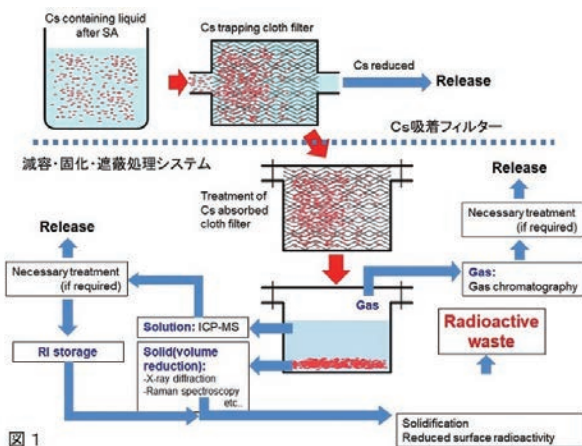 Cs containing liquid
after SA
Cs trapping cloth filter
Cs reduced
Release
Cs吸着フィルター
減容・固化・遮蔽処理システム
Treatment of
Cs absorbed
cloth filter
Release
Necessary treatment
(if required)
Gas:
Gas chromatography
Gas
Release
Necessary treatment
(if required)
Solution: ICP-MS
Radioactive
waste
RI storage
Solid(volume
reduction):
-X-ray diffraction
-Raman spectroscopy
etc..
Solidification
Reduced surface radioactivity
図 1